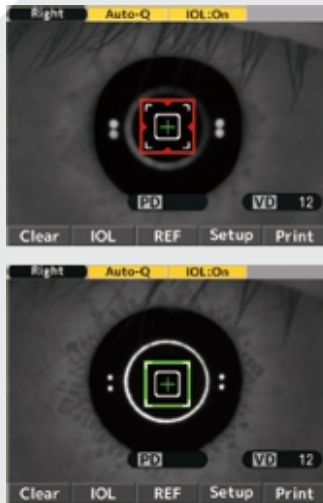 Right Auto-Q IOL:On
PD VD 12
Clear IOL REF Setup Print
Right Auto-Q IOL:On
PD VD 12
Clear IOL REF Setup Print